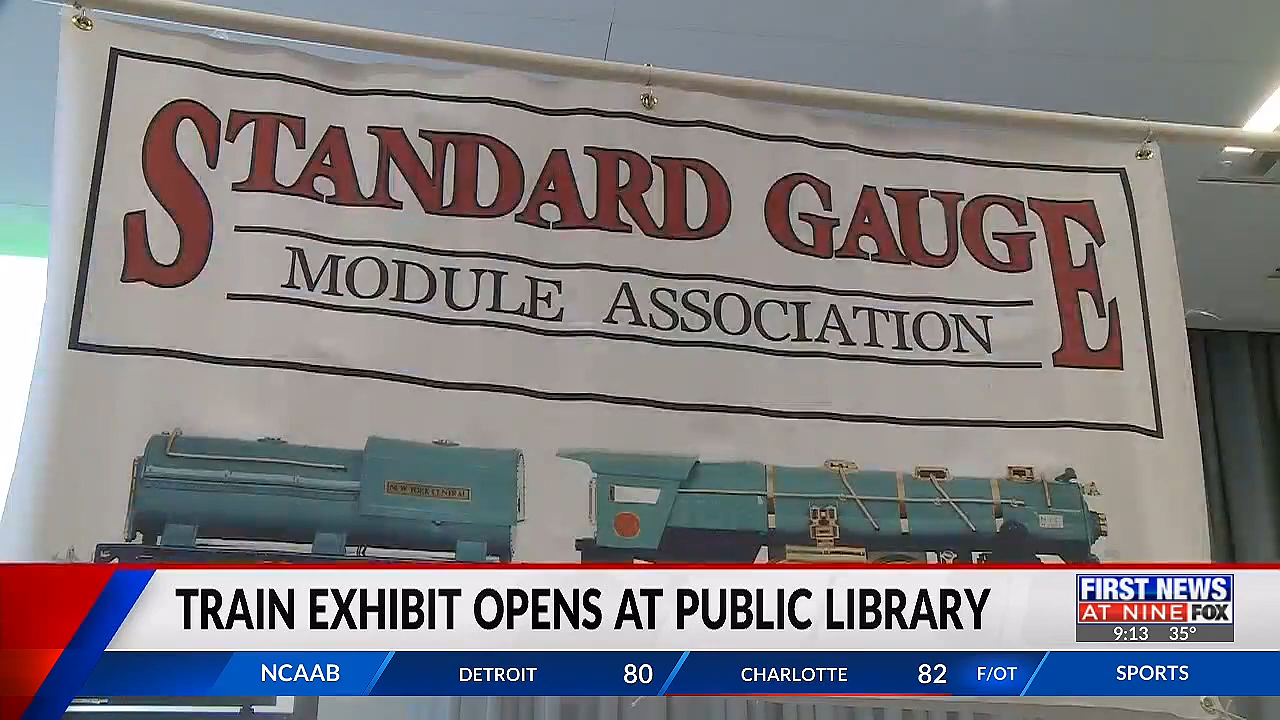 STANDARD GAUGE
MODULE ASSOCIATION
NEW YORK CENTRAL
TRAIN EXHIBIT OPENS AT PUBLIC LIBRARY
FIRST NEWS
AT NINE FOX
9:13 35°
NCAAB DETROIT 80 CHARLOTTE 82 F/OT SPORTS